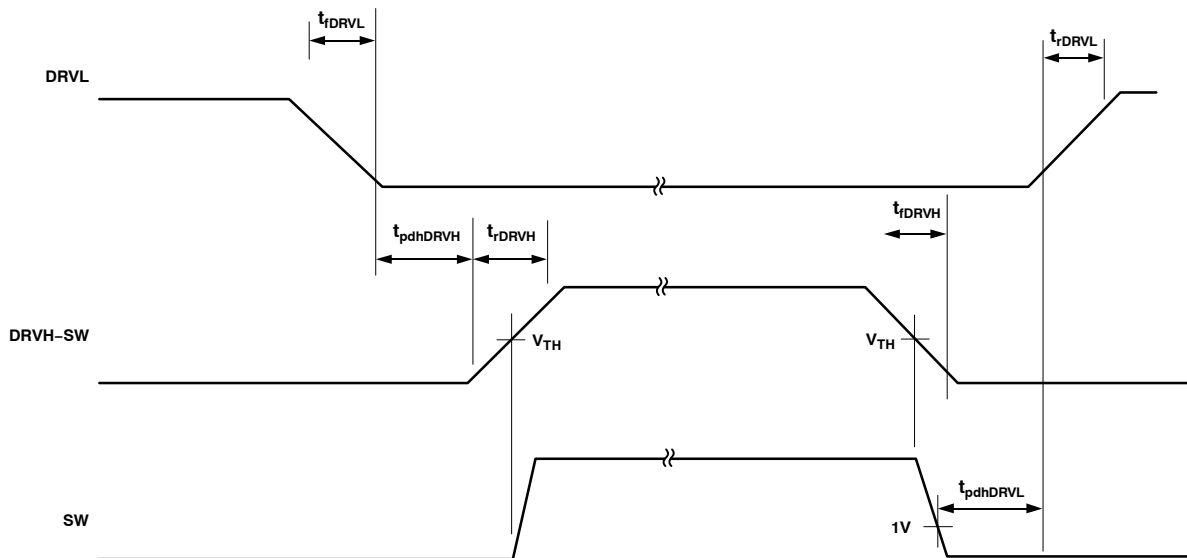 tfDRVL
trDRVL
DRVL
tfDRVH
tpdhDRVH
trDRVH
DRVH–SW
VTH
VTH
tpdhDRVL
SW
1V